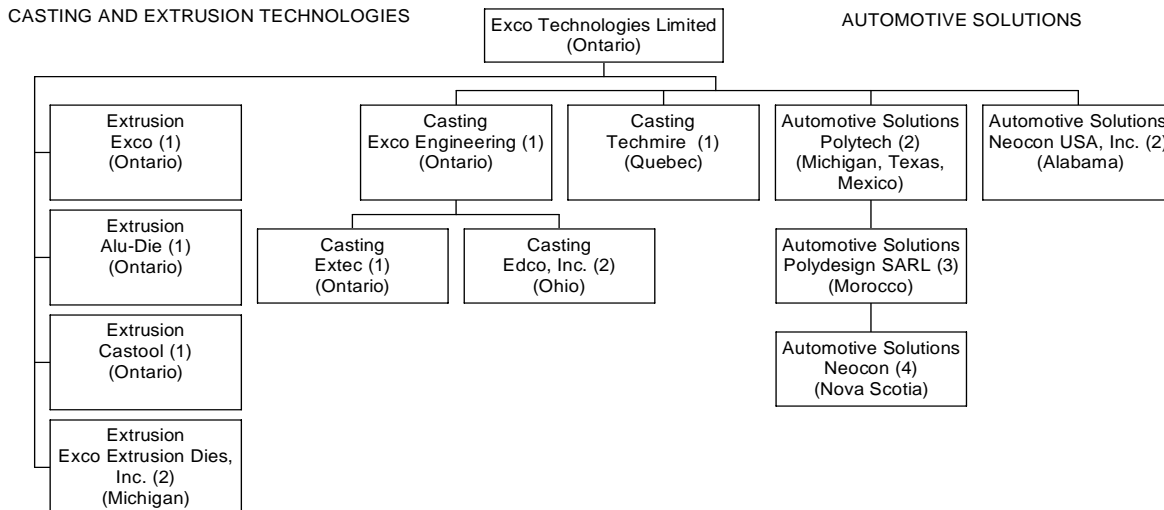 CASTING AND EXTRUSION TECHNOLOGIES
AUTOMOTIVE SOLUTIONS
Exco Technologies Limited
(Ontario)
Extrusion
Exco (1)
(Ontario)
Casting
Exco Engineering (1)
(Ontario)
Casting
Techmire (1)
(Quebec)
Automotive Solutions
Polytech (2)
(Michigan, Texas,
Mexico)
Automotive Solutions
Neocon USA, Inc. (2)
(Alabama)
Extrusion
Alu-Die (1)
(Ontario)
Casting
Extec (1)
(Ontario)
Casting
Edco, Inc. (2)
(Ohio)
Automotive Solutions
Polydesign SARL (3)
(Morocco)
Extrusion
Castool (1)
(Ontario)
Automotive Solutions
Neocon (4)
(Nova Scotia)
Extrusion
Exco Extrusion Dies,
Inc. (2)
(Michigan)